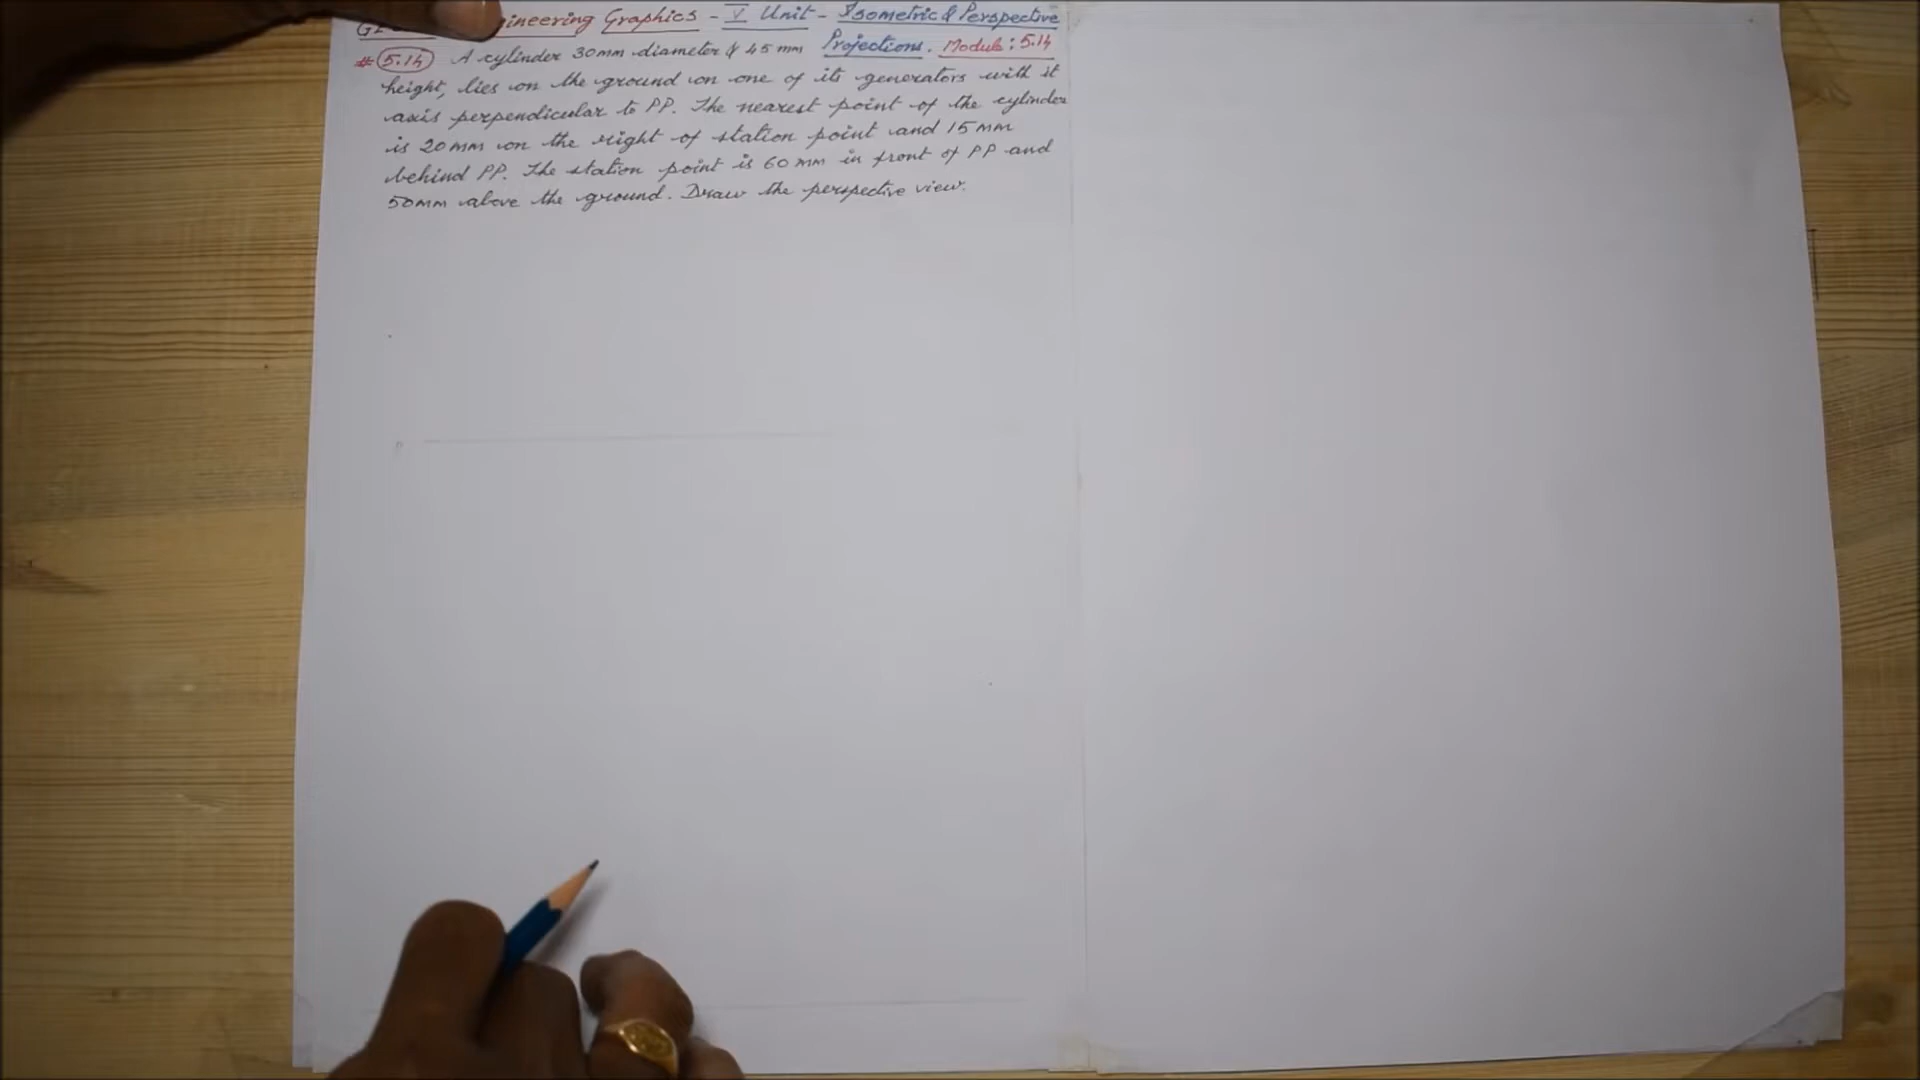 Graphics - V Unit - Isometric & Perspective
Projections. Module: 5.14
# 5.14 A cylinder 30mm diameter & 45 mm
height, lies on the ground on one of its generators with it
axis perpendicular to PP. The nearest point of the cylinder
is 20mm on the right of station point and 15mm
behind PP. The station point is 60mm in front of PP and
50mm above the ground. Draw the perspective view.